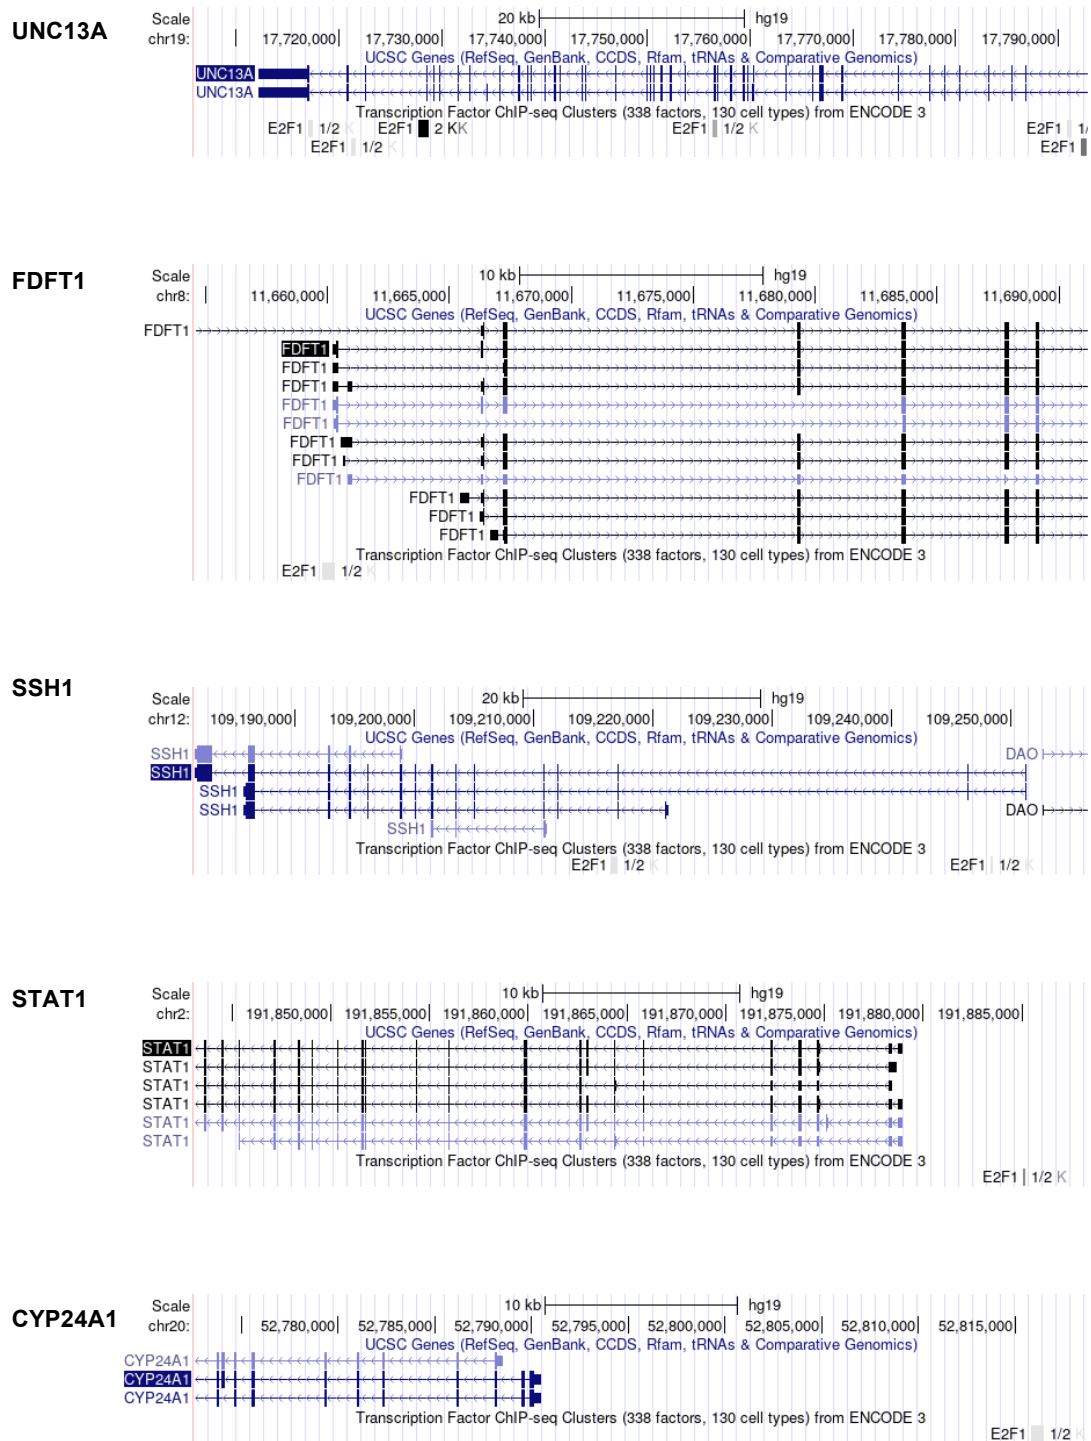 UNC13A
Scale 20 kb hg19
chr19: 17,720,000 17,730,000 17,740,000 17,750,000 17,760,000 17,770,000 17,780,000 17,790,000
UCSC Genes (RefSeq, GenBank, CCDS, Rfam, tRNAs & Comparative Genomics)
UNC13A
UNC13A
Transcription Factor ChIP-seq Clusters (338 factors, 130 cell types) from ENCODE 3
E2F1 1/2 K E2F1 2 KK E2F1 1/2 K E2F1 1/
E2F1 1/2 K E2F1
FDFT1
Scale 10 kb hg19
chr8: 11,660,000 11,665,000 11,670,000 11,675,000 11,680,000 11,685,000 11,690,000
UCSC Genes (RefSeq, GenBank, CCDS, Rfam, tRNAs & Comparative Genomics)
FDFT1
FDFT1
FDFT1
FDFT1
FDFT1
FDFT1
FDFT1
FDFT1
FDFT1
FDFT1
FDFT1
FDFT1
Transcription Factor ChIP-seq Clusters (338 factors, 130 cell types) from ENCODE 3
E2F1 1/2 K
SSH1
Scale 20 kb hg19
chr12: 109,190,000 109,200,000 109,210,000 109,220,000 109,230,000 109,240,000 109,250,000
UCSC Genes (RefSeq, GenBank, CCDS, Rfam, tRNAs & Comparative Genomics)
SSH1 DAO
SSH1
SSH1
SSH1 DAO
SSH1
Transcription Factor ChIP-seq Clusters (338 factors, 130 cell types) from ENCODE 3
E2F1 1/2 K E2F1 1/2 K
STAT1
Scale 10 kb hg19
chr2: 191,850,000 191,855,000 191,860,000 191,865,000 191,870,000 191,875,000 191,880,000 191,885,000
UCSC Genes (RefSeq, GenBank, CCDS, Rfam, tRNAs & Comparative Genomics)
STAT1
STAT1
STAT1
STAT1
STAT1
STAT1
Transcription Factor ChIP-seq Clusters (338 factors, 130 cell types) from ENCODE 3
E2F1 1/2 K
CYP24A1
Scale 10 kb hg19
chr20: 52,780,000 52,785,000 52,790,000 52,795,000 52,800,000 52,805,000 52,810,000 52,815,000
UCSC Genes (RefSeq, GenBank, CCDS, Rfam, tRNAs & Comparative Genomics)
CYP24A1
CYP24A1
CYP24A1
Transcription Factor ChIP-seq Clusters (338 factors, 130 cell types) from ENCODE 3
E2F1 1/2 K